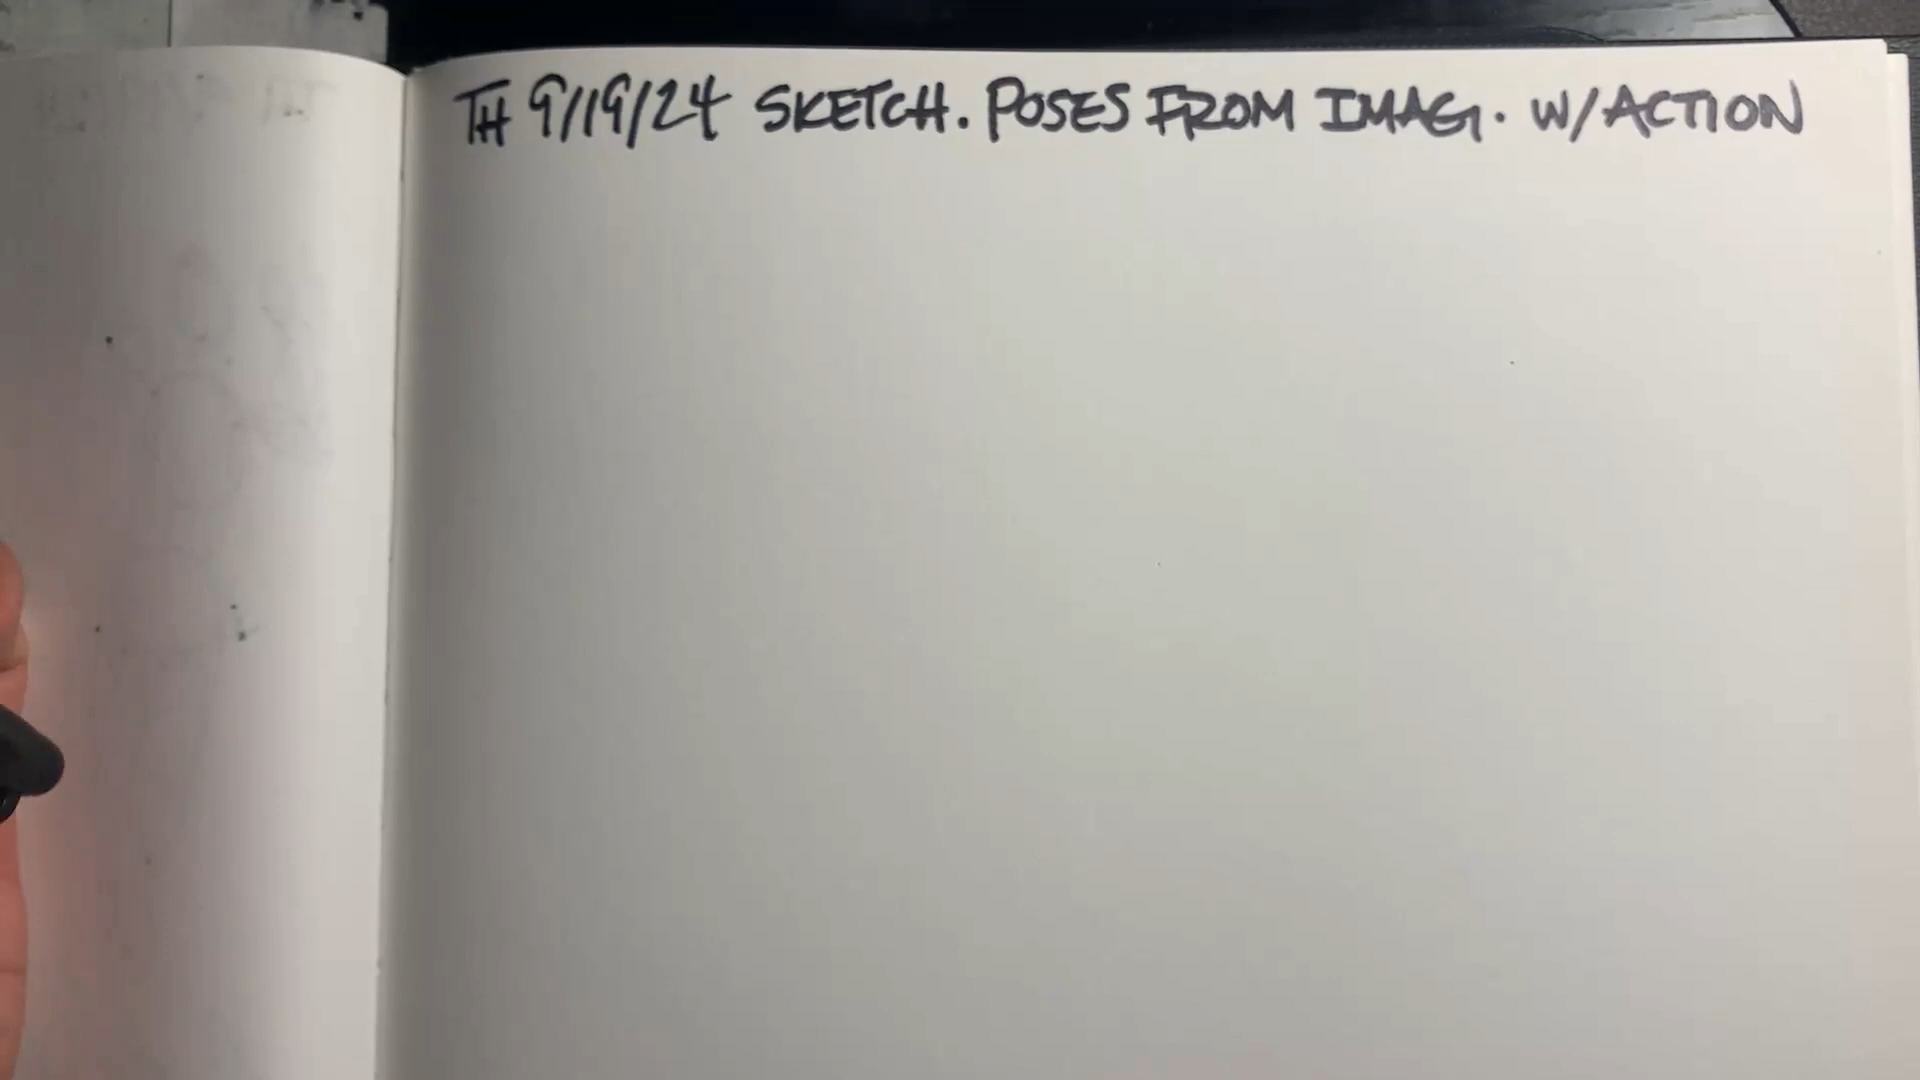 TH 9/19/24 SKETCH. POSES FROM IMAG. W/ACTION